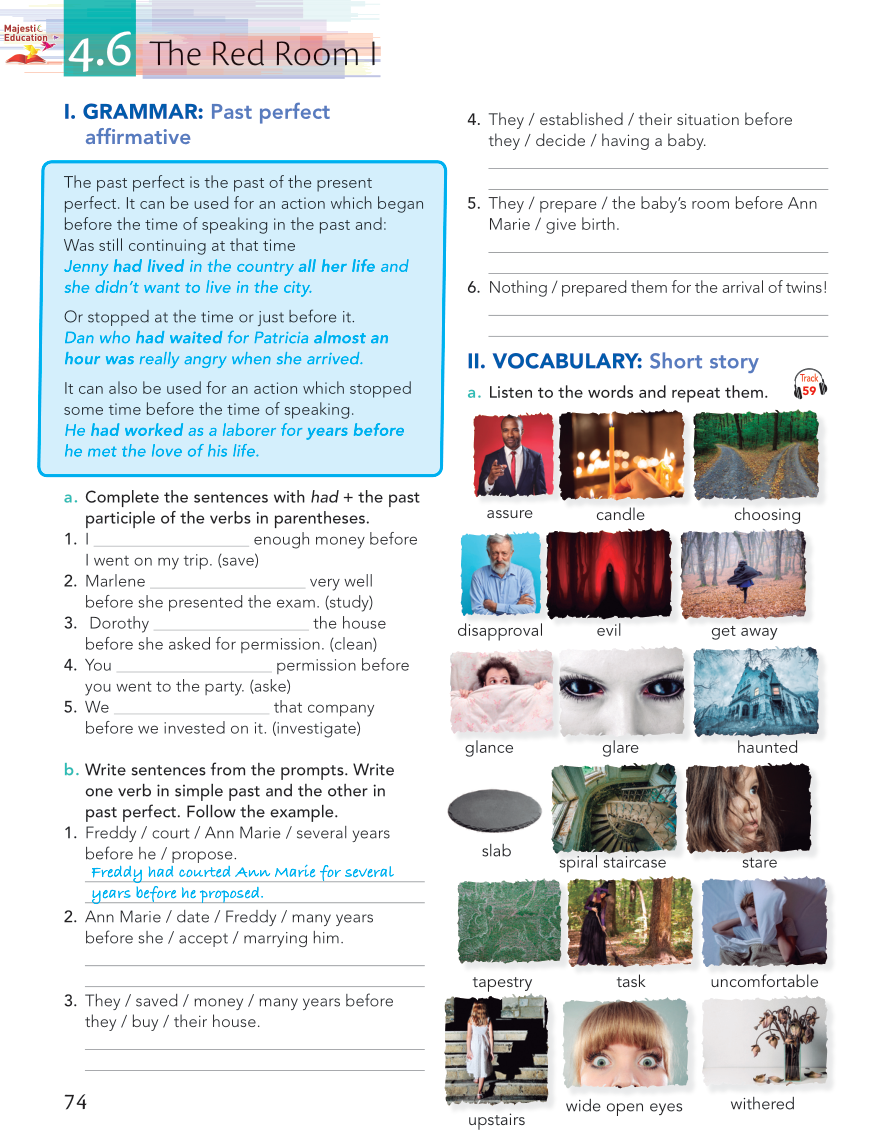 Majestic
Education
4.6 The Red Room I
I. GRAMMAR: Past perfect
affirmative
The past perfect is the past of the present
perfect. It can be used for an action which began
before the time of speaking in the past and:
Was still continuing at that time
Jenny had lived in the country all her life and
she didn't want to live in the city.
Or stopped at the time or just before it.
Dan who had waited for Patricia almost an
hour was really angry when she arrived.
It can also be used for an action which stopped
some time before the time of speaking.
He had worked as a laborer for years before
he met the love of his life.
a. Complete the sentences with had + the past
participle of the verbs in parentheses.
1. I ____ enough money before
I went on my trip. (save)
2. Marlene ____ very well
before she presented the exam. (study)
3. Dorothy ____ the house
before she asked for permission. (clean)
4. You ____ permission before
you went to the party. (aske)
5. We ____ that company
before we invested on it. (investigate)
b. Write sentences from the prompts. Write
one verb in simple past and the other in
past perfect. Follow the example.
1. Freddy / court / Ann Marie / several years
before he / propose.
Freddy had courted Ann Marie for several
years before he proposed.
2. Ann Marie / date / Freddy / many years
before she / accept / marrying him.
3. They / saved / money / many years before
they / buy / their house.
74
4. They / established / their situation before
they / decide / having a baby.
5. They / prepare / the baby's room before Ann
Marie / give birth.
6. Nothing / prepared them for the arrival of twins!
II. VOCABULARY: Short story
a. Listen to the words and repeat them.
Track
59
assure
candle
choosing
disapproval
evil
get away
glance
glare
haunted
slab
spiral staircase
stare
tapestry
task
uncomfortable
upstairs
wide open eyes
withered